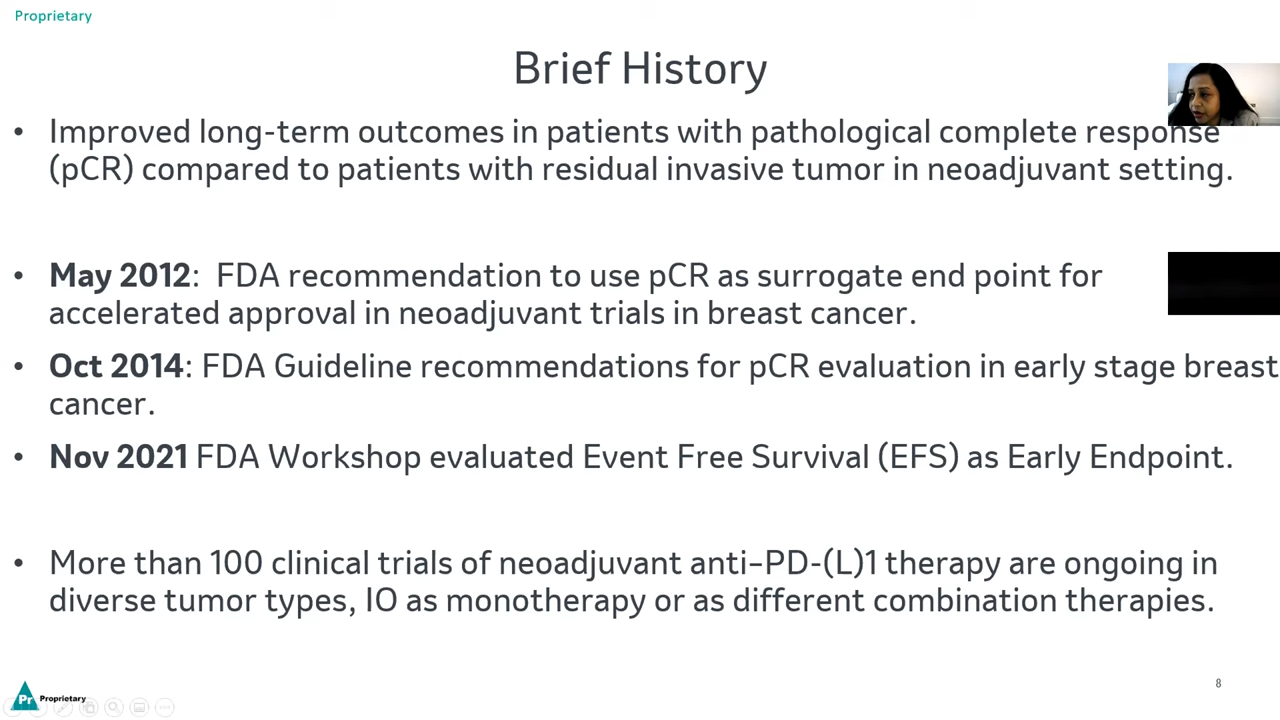 Proprietary
Brief History
• Improved long-term outcomes in patients with pathological complete response
(pCR) compared to patients with residual invasive tumor in neoadjuvant setting.
• May 2012:  FDA recommendation to use pCR as surrogate end point for
accelerated approval in neoadjuvant trials in breast cancer.
• Oct 2014: FDA Guideline recommendations for pCR evaluation in early stage breast
cancer.
• Nov 2021 FDA Workshop evaluated Event Free Survival (EFS) as Early Endpoint.
• More than 100 clinical trials of neoadjuvant anti–PD-(L)1 therapy are ongoing in
diverse tumor types, IO as monotherapy or as different combination therapies.
Pr Proprietary
8